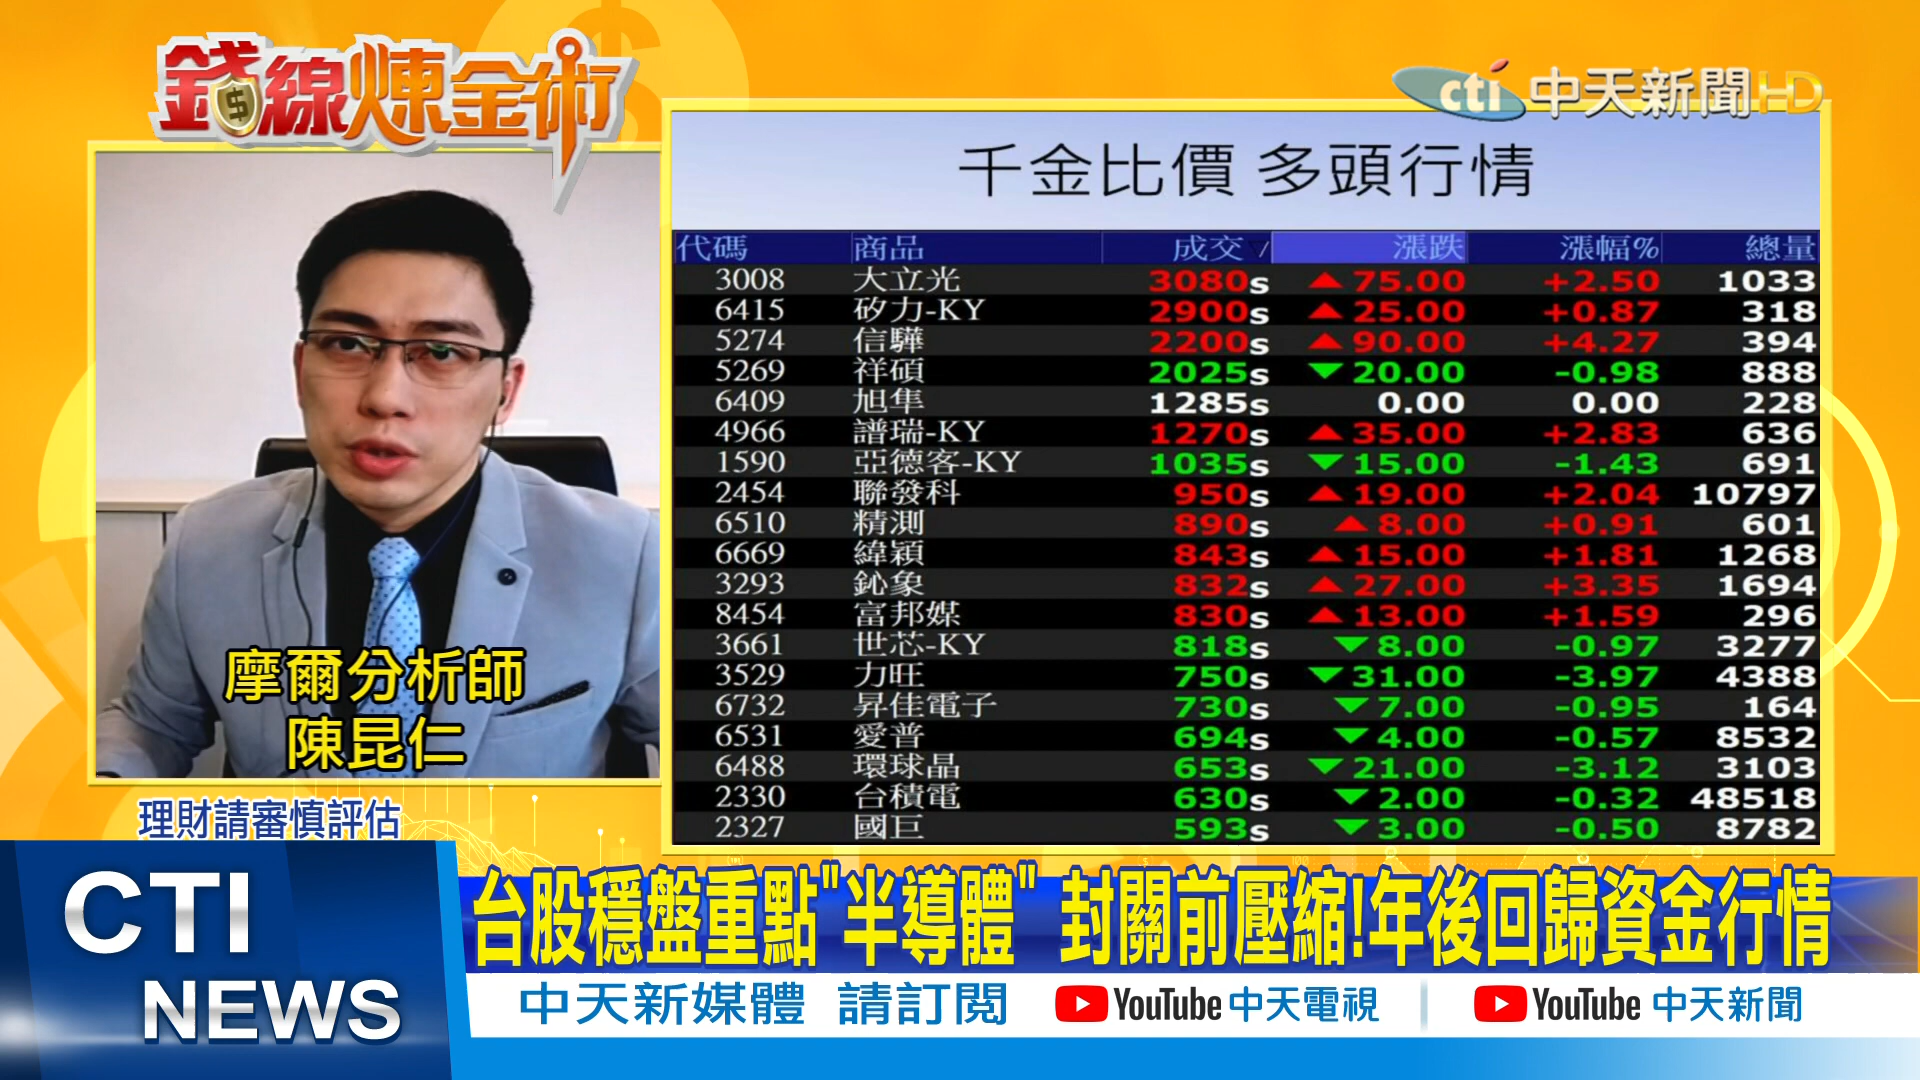 錢線煉金術
cti 中天新聞HD
千金比價 多頭行情
代碼 商品 成交 漲跌 漲幅% 總量
3008 大立光 3080s ▲75.00 +2.50 1033
6415 矽力-KY 2900s ▲25.00 +0.87 318
5274 信驊 2200s ▲90.00 +4.27 394
5269 祥碩 2025s ▼20.00 -0.98 888
6409 旭隼 1285s 0.00 0.00 228
4966 譜瑞-KY 1270s ▲35.00 +2.83 636
1590 亞德客-KY 1035s ▼15.00 -1.43 691
2454 聯發科 950s ▲19.00 +2.04 10797
6510 精測 890s ▲8.00 +0.91 601
6669 緯穎 843s ▲15.00 +1.81 1268
3293 鈊象 832s ▲27.00 +3.35 1694
8454 富邦媒 830s ▲13.00 +1.59 296
3661 世芯-KY 818s ▼8.00 -0.97 3277
3529 力旺 750s ▼31.00 -3.97 4388
6732 昇佳電子 730s ▼7.00 -0.95 164
6531 愛普 694s ▼4.00 -0.57 8532
6488 環球晶 653s ▼21.00 -3.12 3103
2330 台積電 630s ▼2.00 -0.32 48518
2327 國巨 593s ▼3.00 -0.50 8782
摩爾分析師
陳昆仁
理財請審慎評估
CTI
NEWS
台股穩盤重點"半導體" 封關前壓縮!年後回歸資金行情
中天新媒體 請訂閱 YouTube 中天電視 YouTube 中天新聞